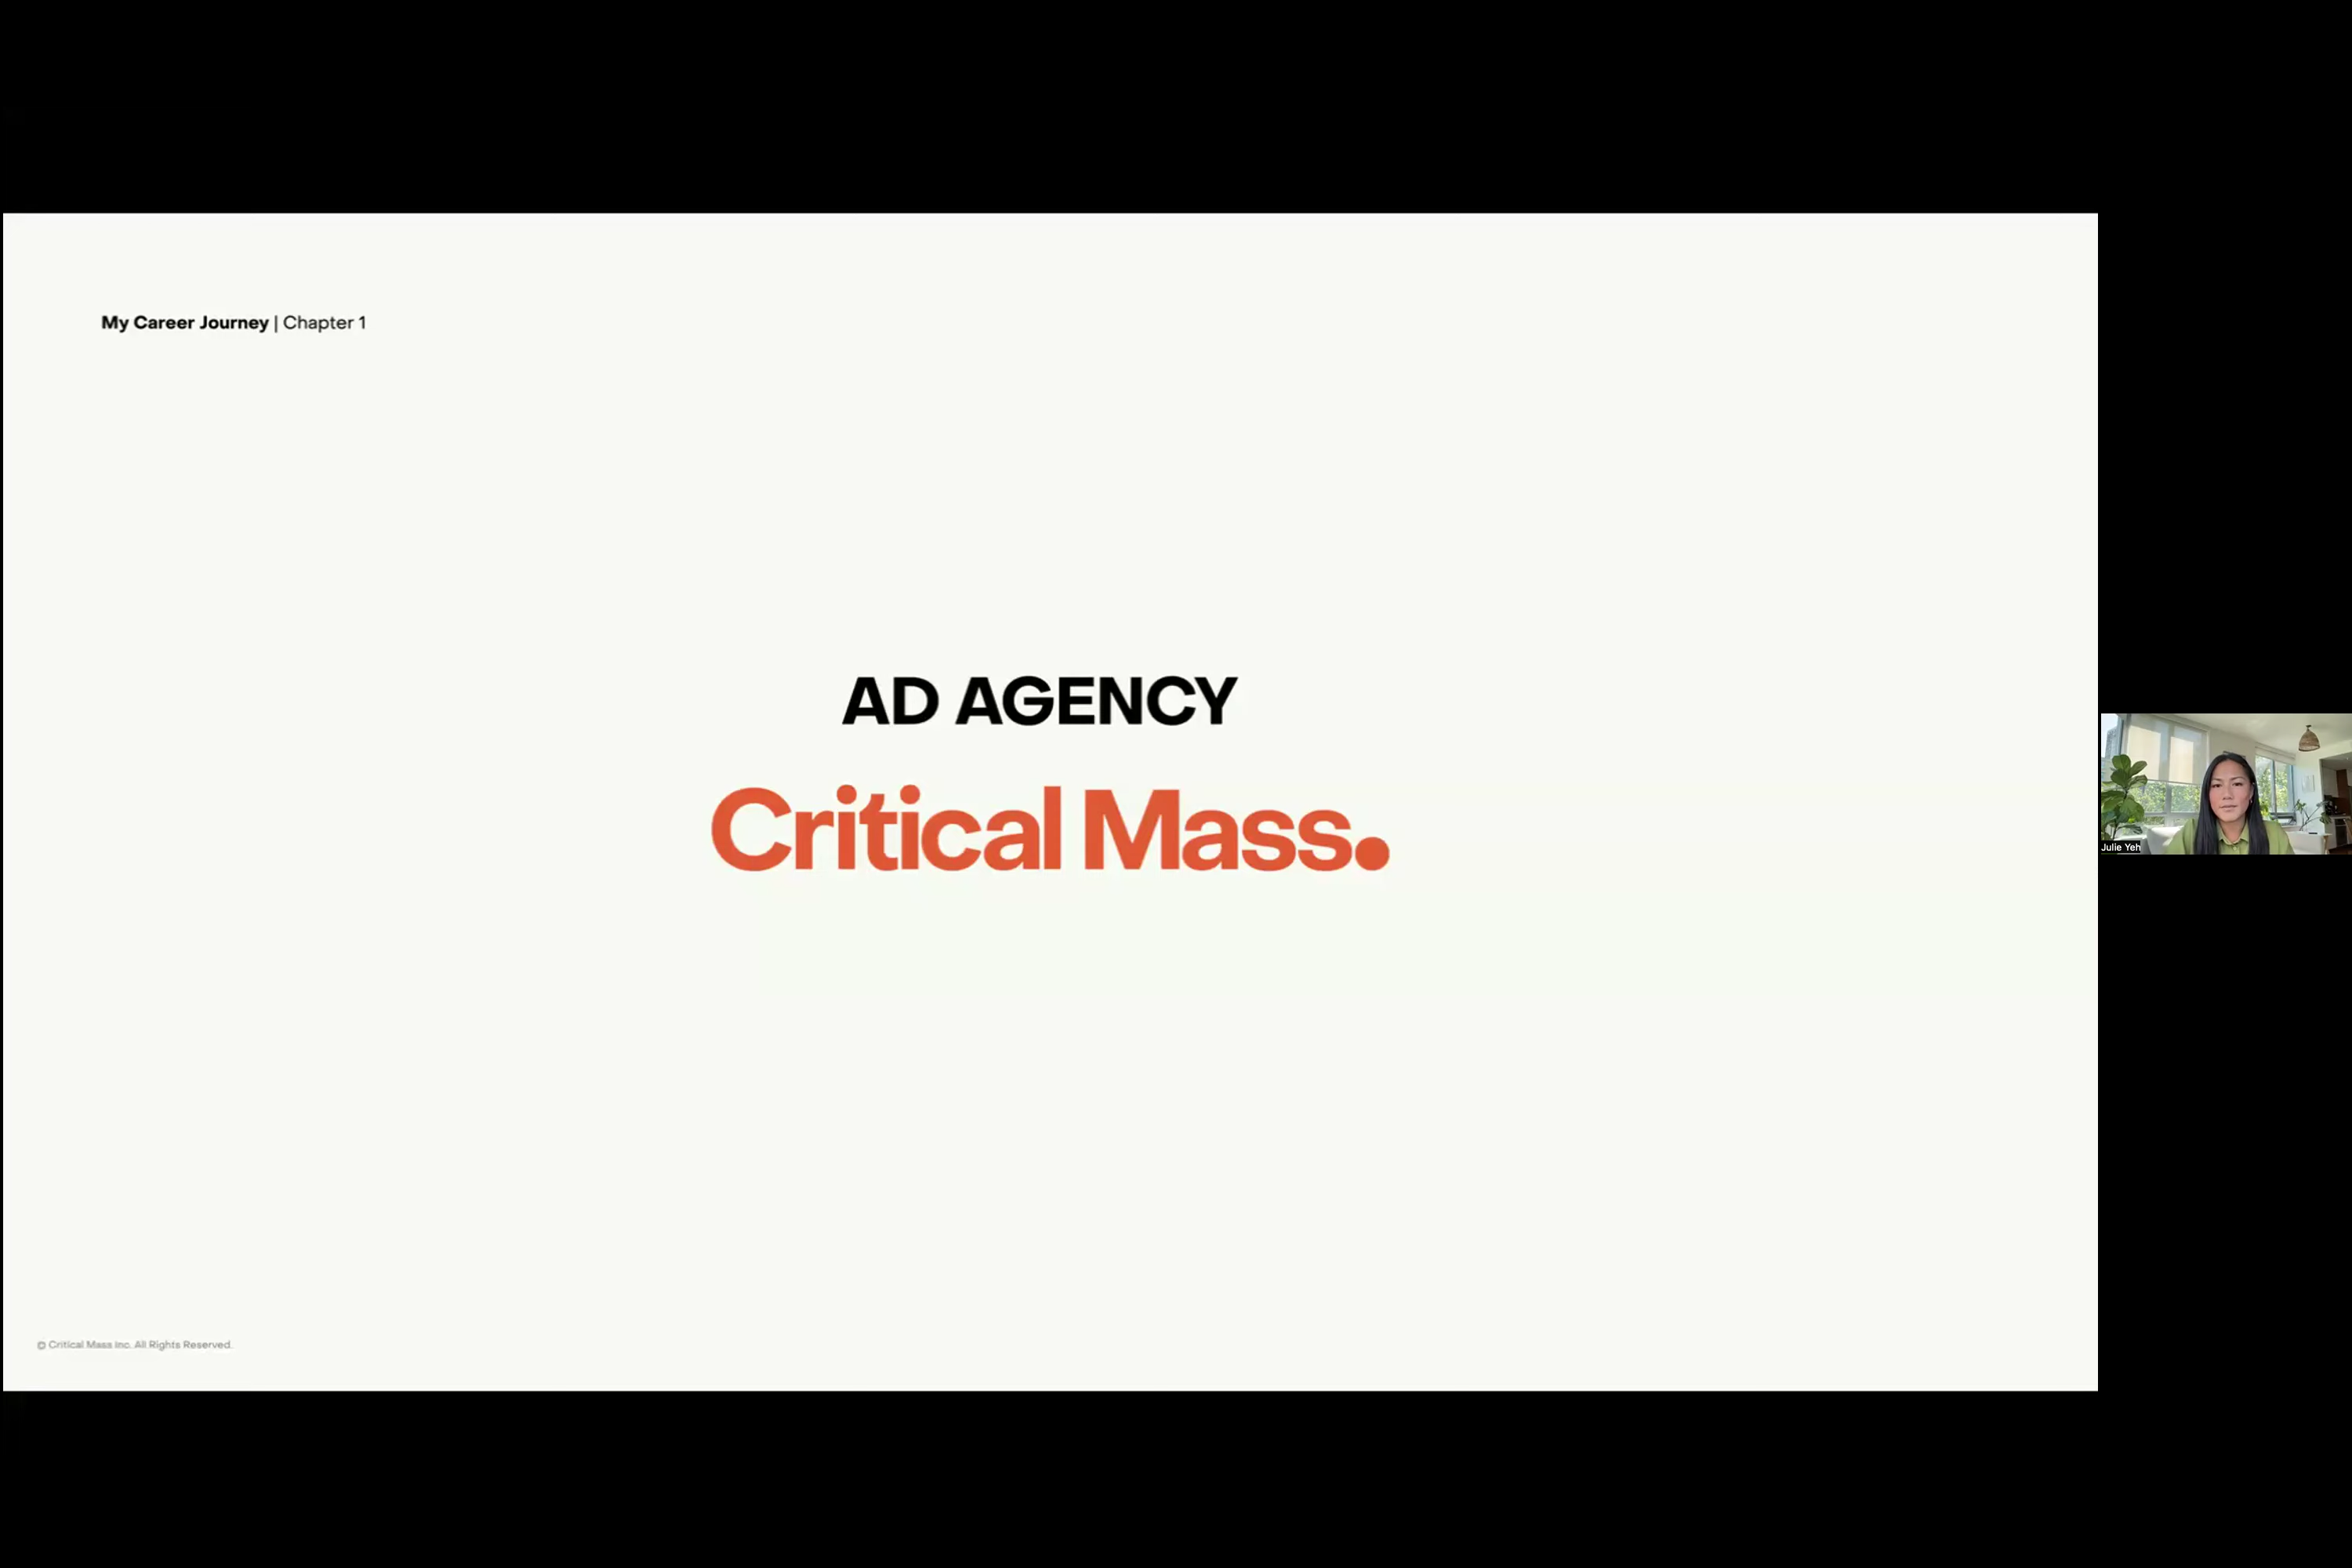 My Career Journey | Chapter 1
AD AGENCY
Critical Mass.
Julie Yeh
© Critical Mass Inc. All Rights Reserved.